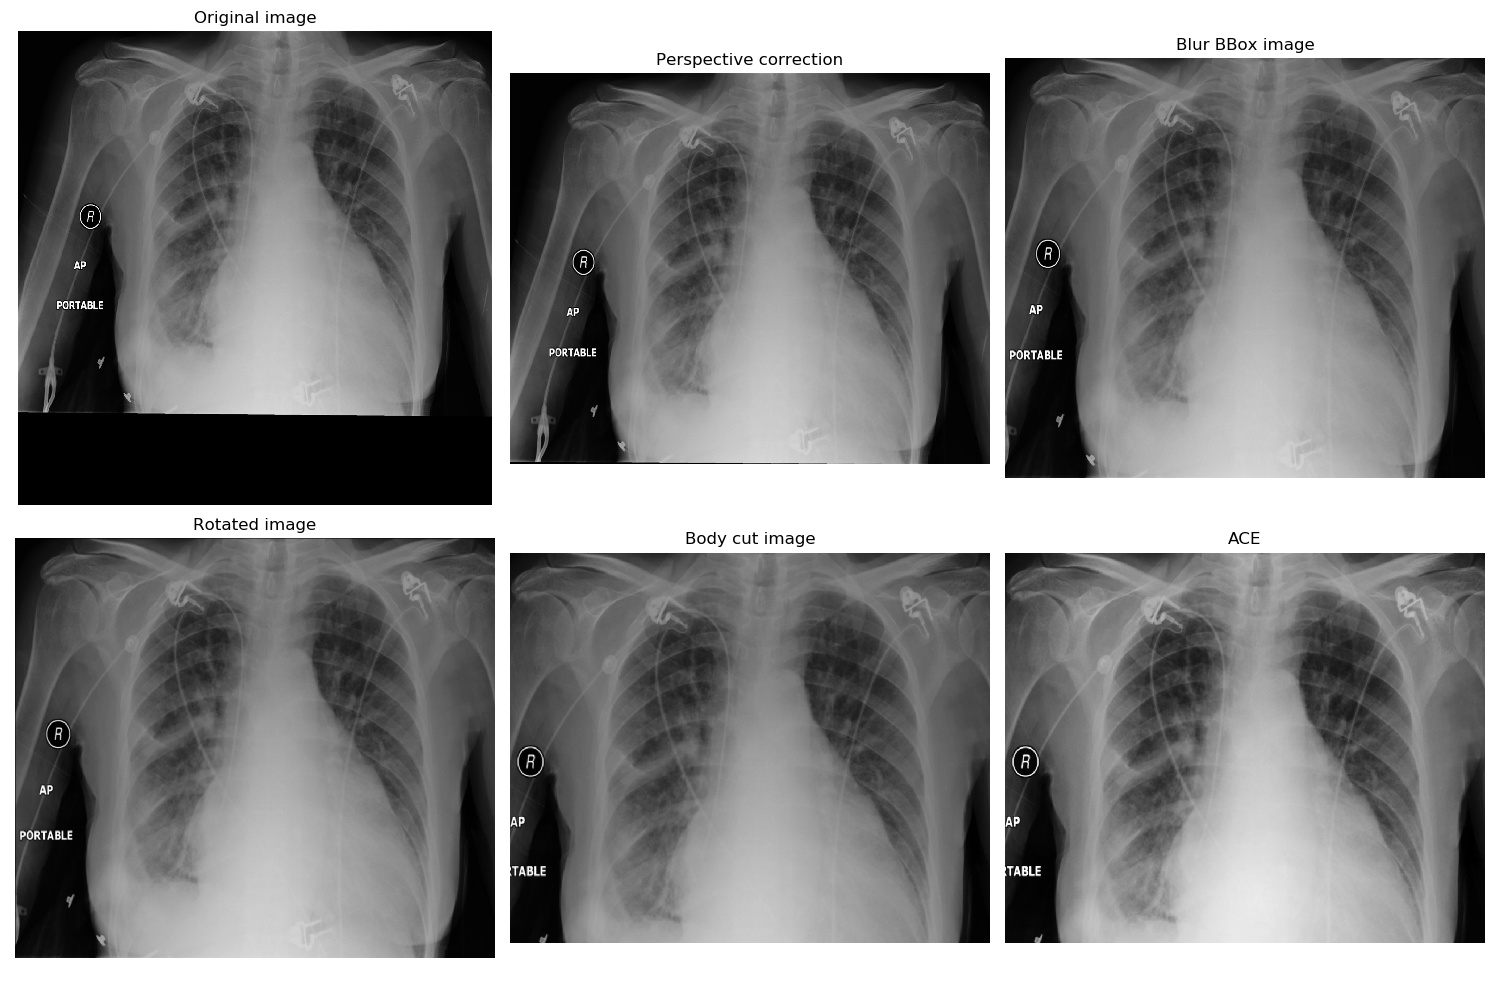 Original image
Perspective correction
Blur BBox image
R
AP
PORTABLE
R
AP
PORTABLE
R
AP
PORTABLE
Rotated image
Body cut image
ACE
R
AP
PORTABLE
R
AP
RTABLE
R
AP
RTABLE